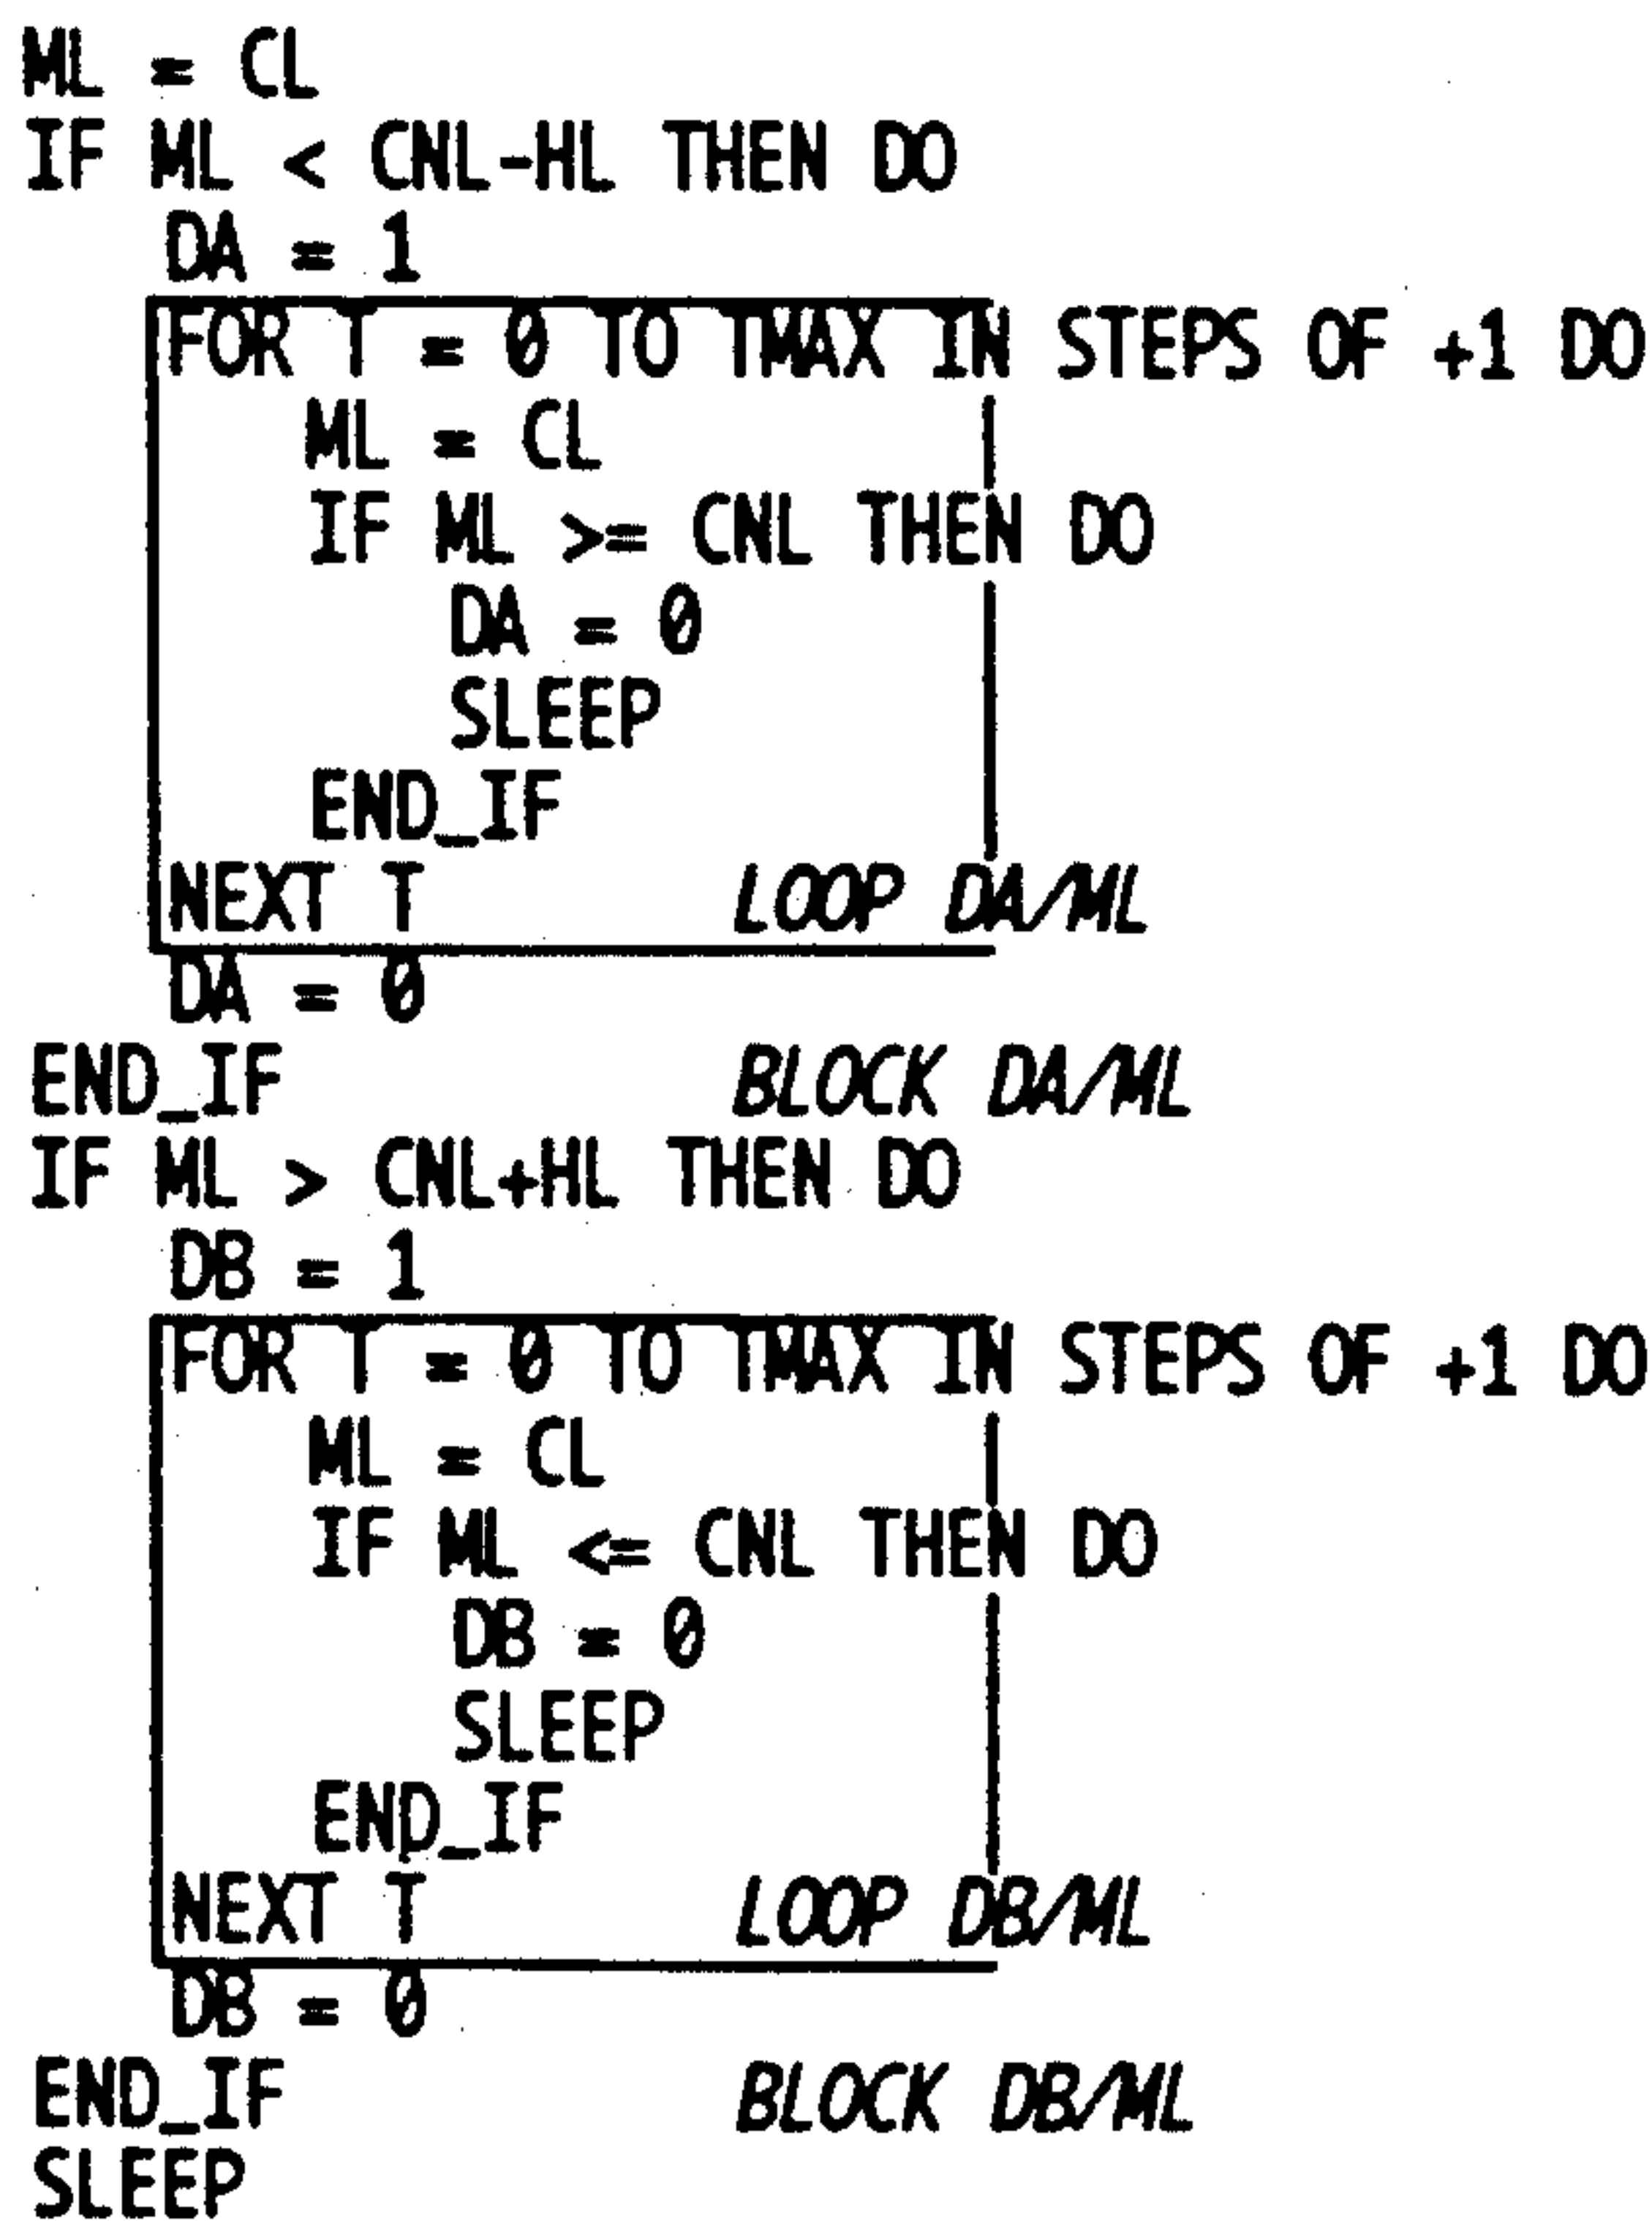 ML = CL
IF ML < CNL-HL THEN DO
DA = 1
FOR T = 0 TO TMAX IN STEPS OF +1 DO
ML = CL
IF ML >= CNL THEN DO
DA = 0
SLEEP
END_IF
NEXT T LOOP DA/ML
DA = 0
END_IF BLOCK DA/ML
IF ML > CNL+HL THEN DO
DB = 1
FOR T = 0 TO TMAX IN STEPS OF +1 DO
ML = CL
IF ML <= CNL THEN DO
DB = 0
SLEEP
END_IF
NEXT T LOOP DB/ML
DB = 0
END_IF BLOCK DB/ML
SLEEP